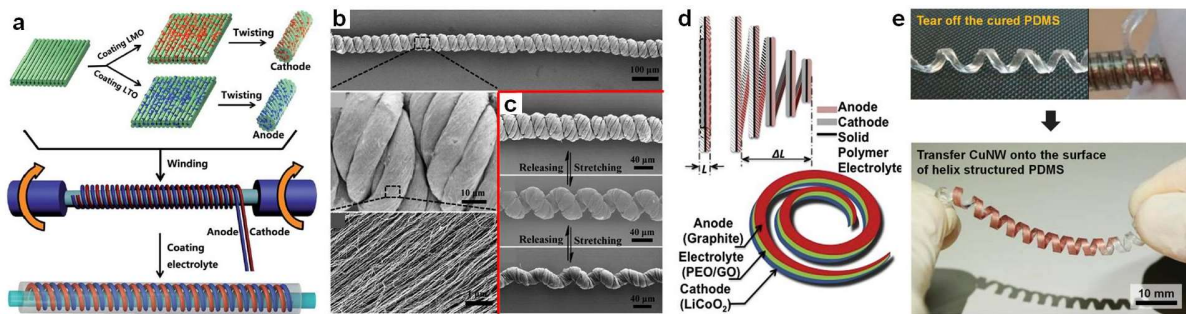 a
Coating LMO
Coating LTO
Twisting
Cathode
Twisting
Anode
Winding
Anode
Cathode
Coating
electrolyte
b
100 μm
10 μm
1 μm
c
40 μm
Releasing
Stretching
40 μm
Releasing
Stretching
40 μm
d
Anode
Cathode
Solid
Polymer
Electrolyte
L
ΔL
Anode
(Graphite)
Electrolyte
(PEO/GO)
Cathode
(LiCoO₂)
e
Tear off the cured PDMS
Transfer CuNW onto the surface
of helix structured PDMS
10 mm